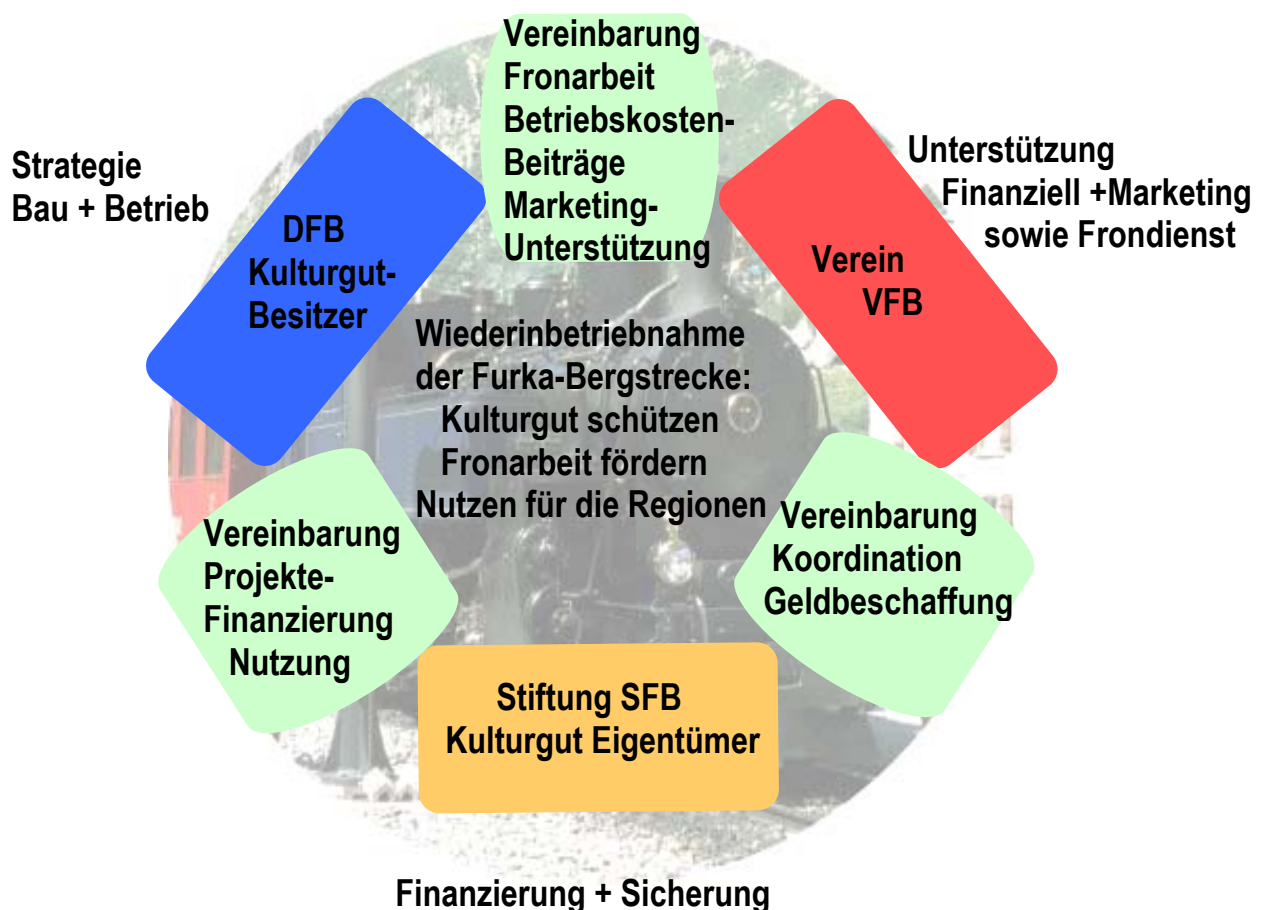 Vereinbarung
Fronarbeit
Betriebskosten-
Beiträge
Marketing-
Unterstützung
Strategie
Bau + Betrieb
DFB
Kulturgut-
Besitzer
Unterstützung
Finanziell +Marketing
sowie Frondienst
Verein
VFB
Wiederinbetriebnahme
der Furka-Bergstrecke:
Kulturgut schützen
Fronarbeit fördern
Nutzen für die Regionen
Vereinbarung
Projekte-
Finanzierung
Nutzung
Vereinbarung
Koordination
Geldbeschaffung
Stiftung SFB
Kulturgut Eigentümer
Finanzierung + Sicherung